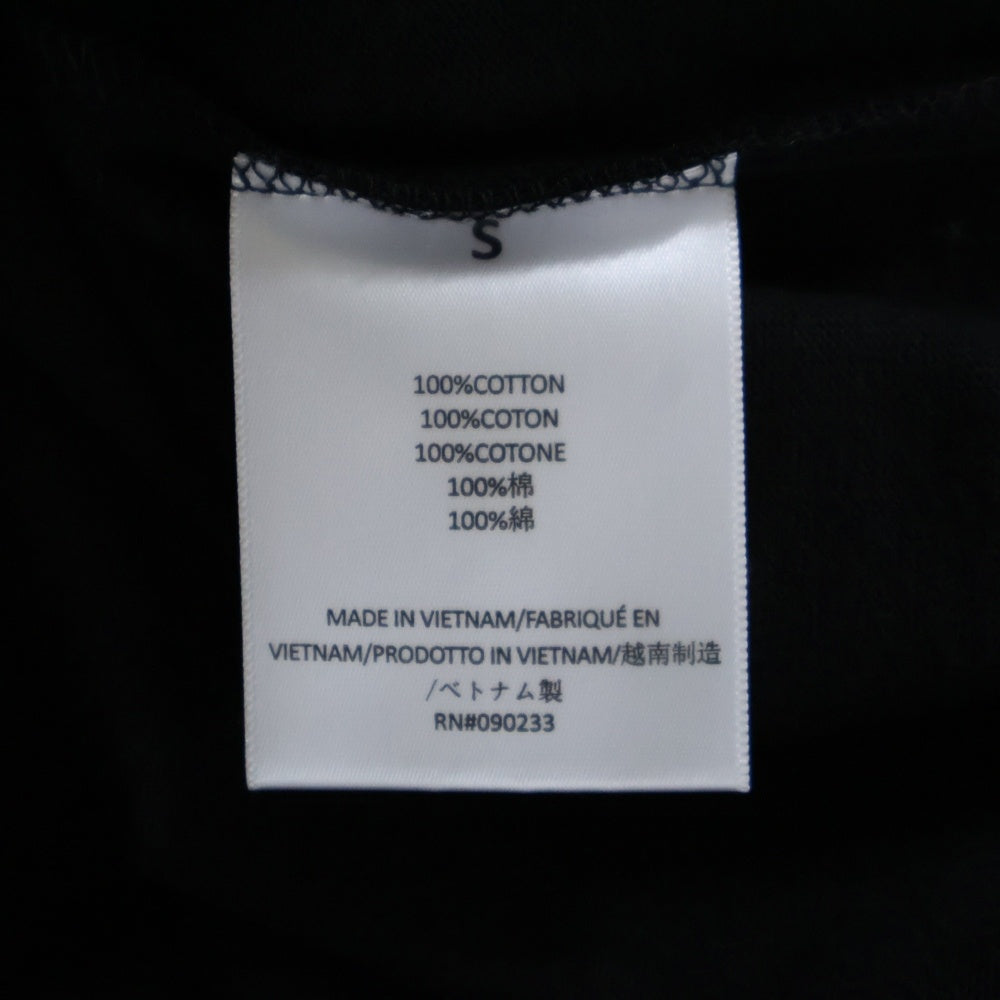 S
100%COTTON
100%COTON
100%COTONE
100%棉
100%綿
MADE IN VIETNAM/FABRIQUÉ EN
VIETNAM/PRODOTTO IN VIETNAM/越南制造
/ベトナム製
RN#090233